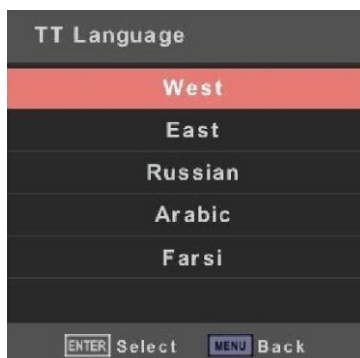 TT Language
West
East
Russian
Arabic
Farsi
ENTER Select MENU Back